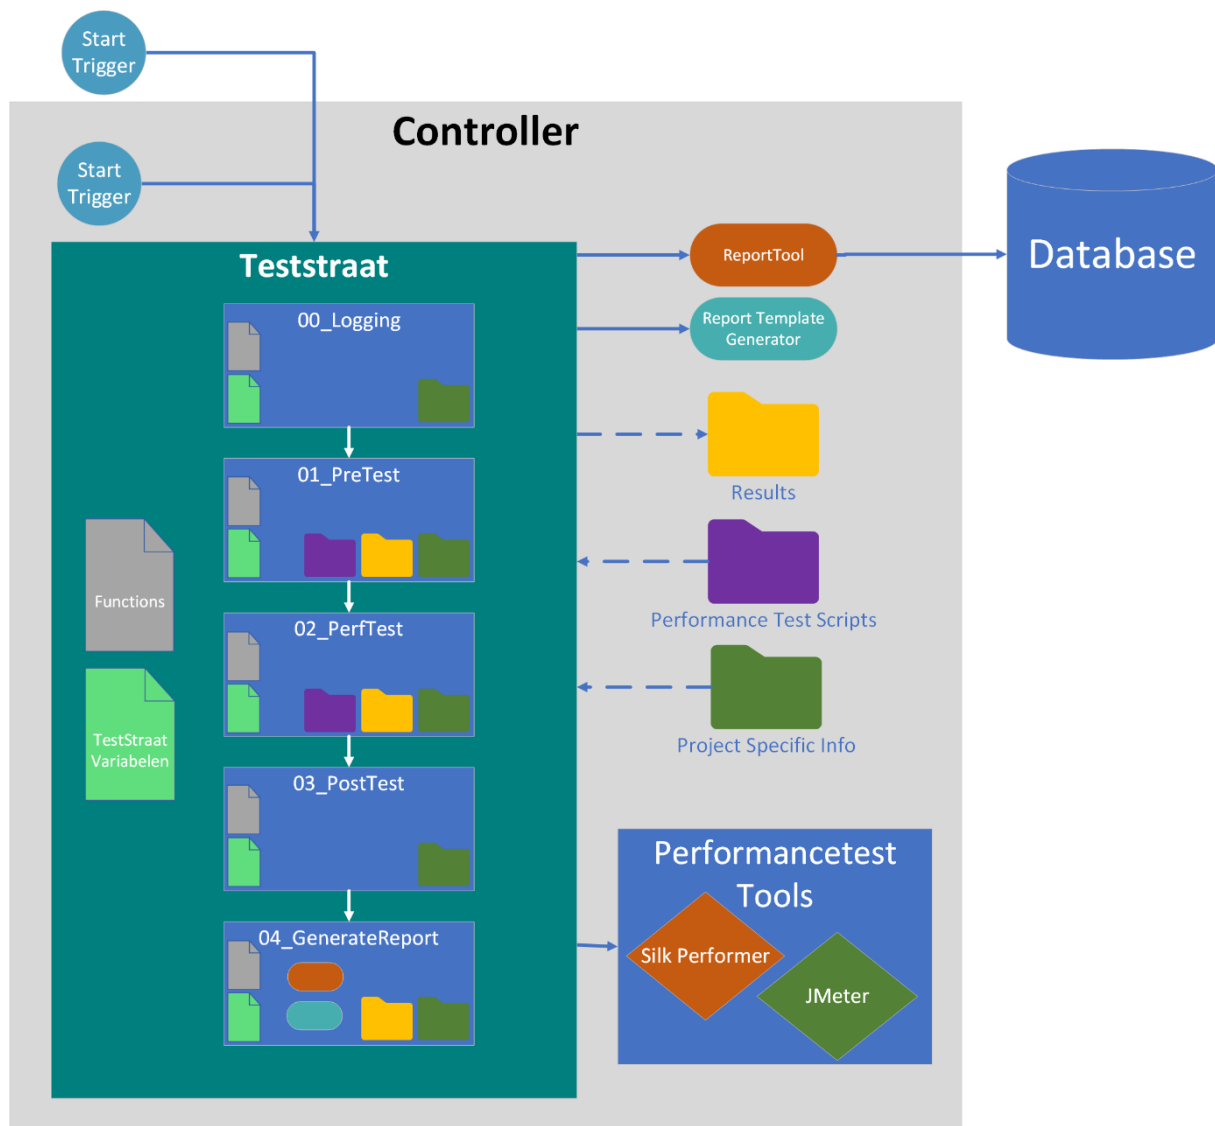 Start
Trigger
Controller
Start
Trigger
Teststraat
00_Logging
01_PreTest
02_PerfTest
03_PostTest
04_GenerateReport
Functions
TestStraat
Variabelen
ReportTool
Report Template
Generator
Results
Performance Test Scripts
Project Specific Info
Performancetest
Tools
Silk Performer
JMeter
Database